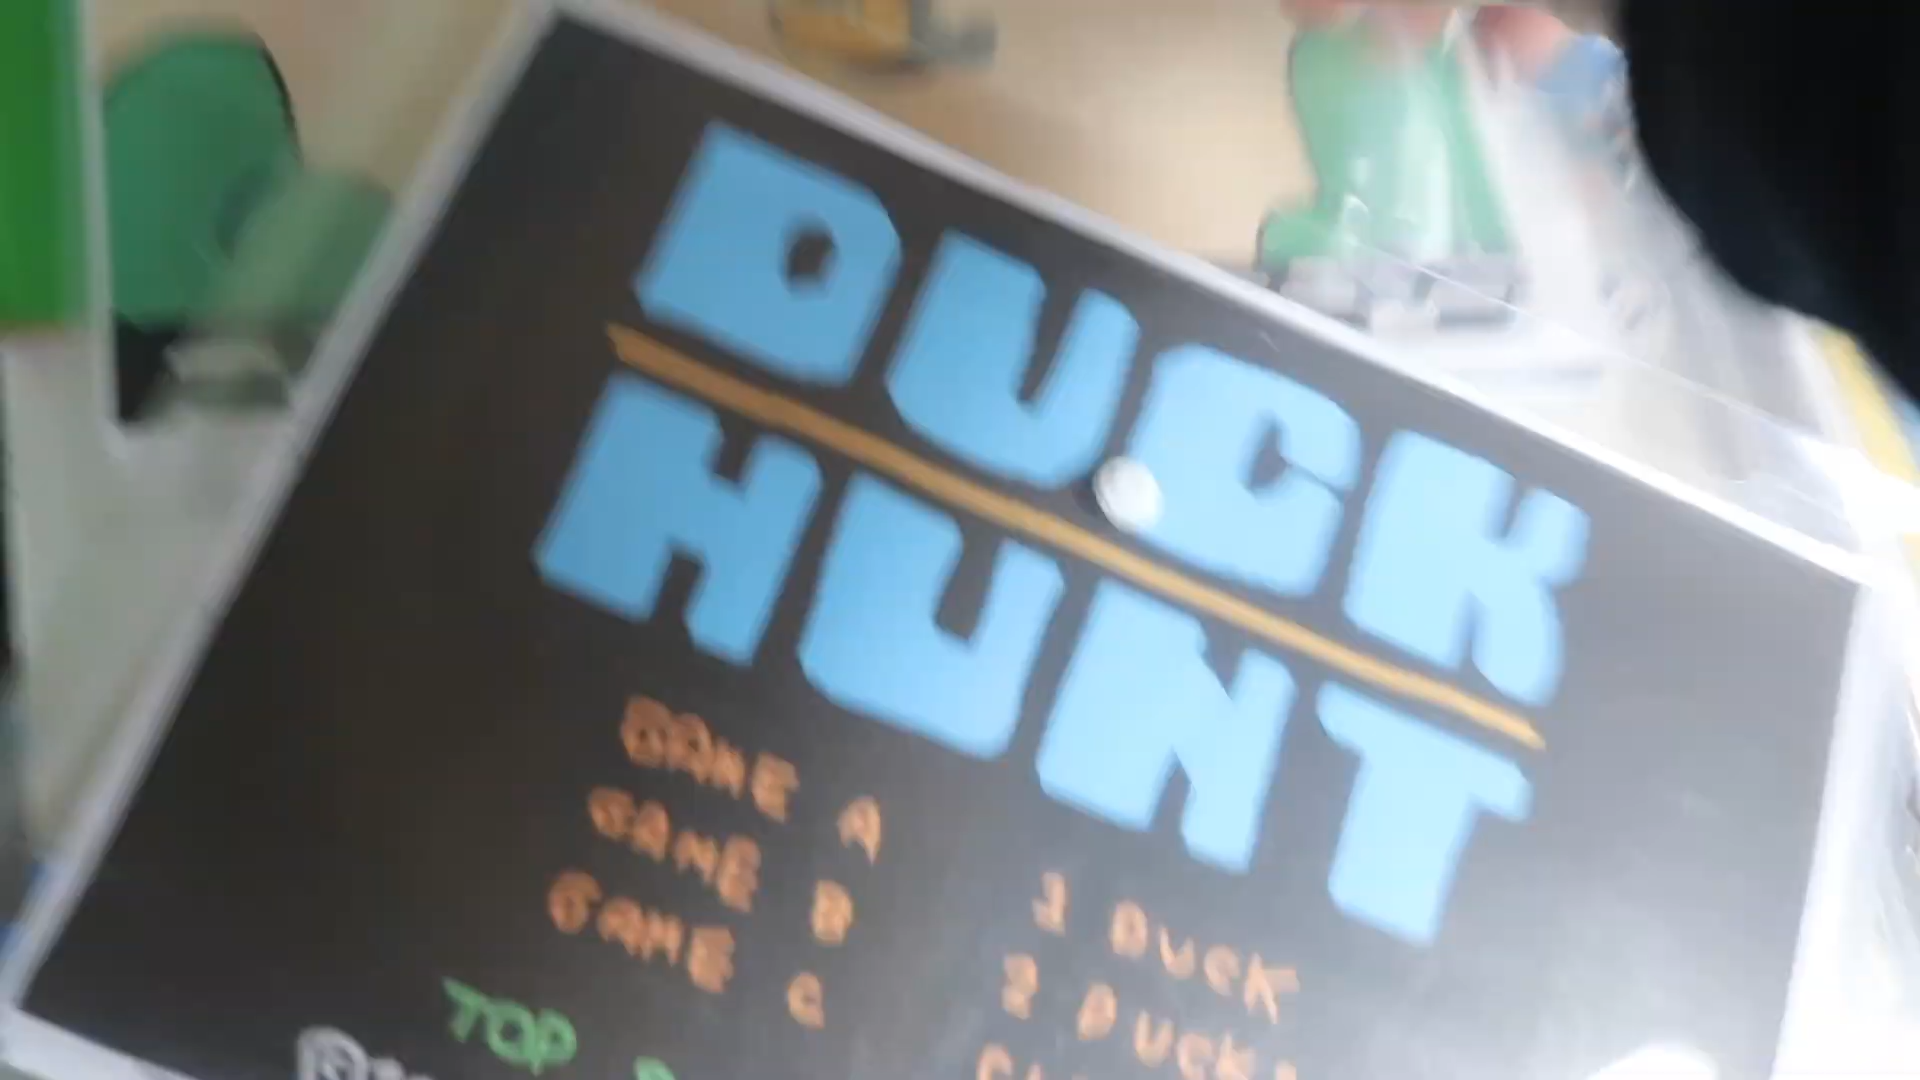 DUCK
HUNT
GAME A 1 DUCK
GAME B 2 DUCKS
GAME C
TOP